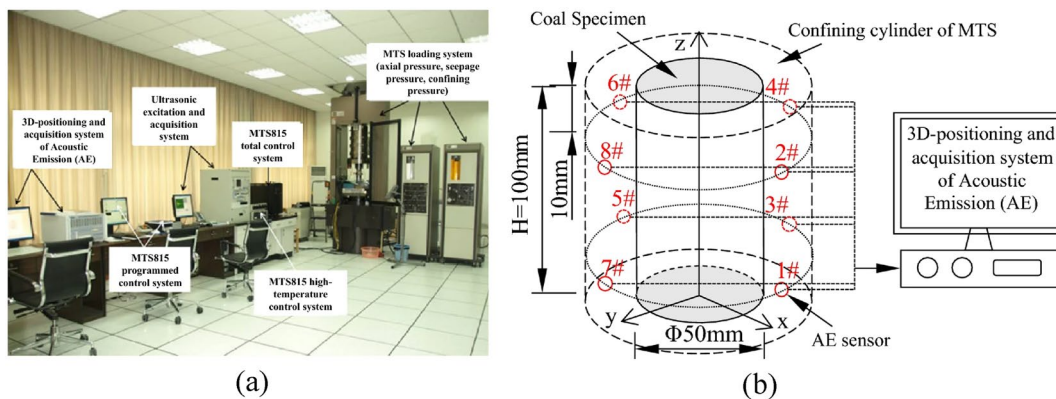 MTS loading system
(axial pressure, seepage
pressure, confining
pressure)
Ultrasonic
excitation and
acquisition
system
3D-positioning and
acquisition system
of Acoustic
Emission (AE)
MTS815
total control
system
MTS815
programmed
control system
MTS815 high-
temperature
control system
(a)
Coal Specimen
Confining cylinder of MTS
z
6#
4#
8#
2#
5#
3#
7#
1#
H=100mm
10mm
y
x
Φ50mm
AE sensor
3D-positioning and
acquisition system
of Acoustic
Emission (AE)
(b)